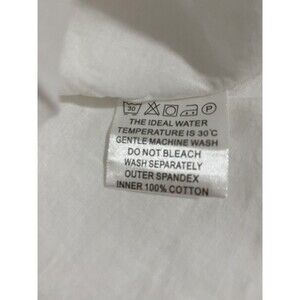 30 P
THE IDEAL WATER
TEMPERATURE IS 30℃
GENTLE MACHINE WASH
DO NOT BLEACH
WASH SEPARATELY
OUTER SPANDEX
INNER 100% COTTON